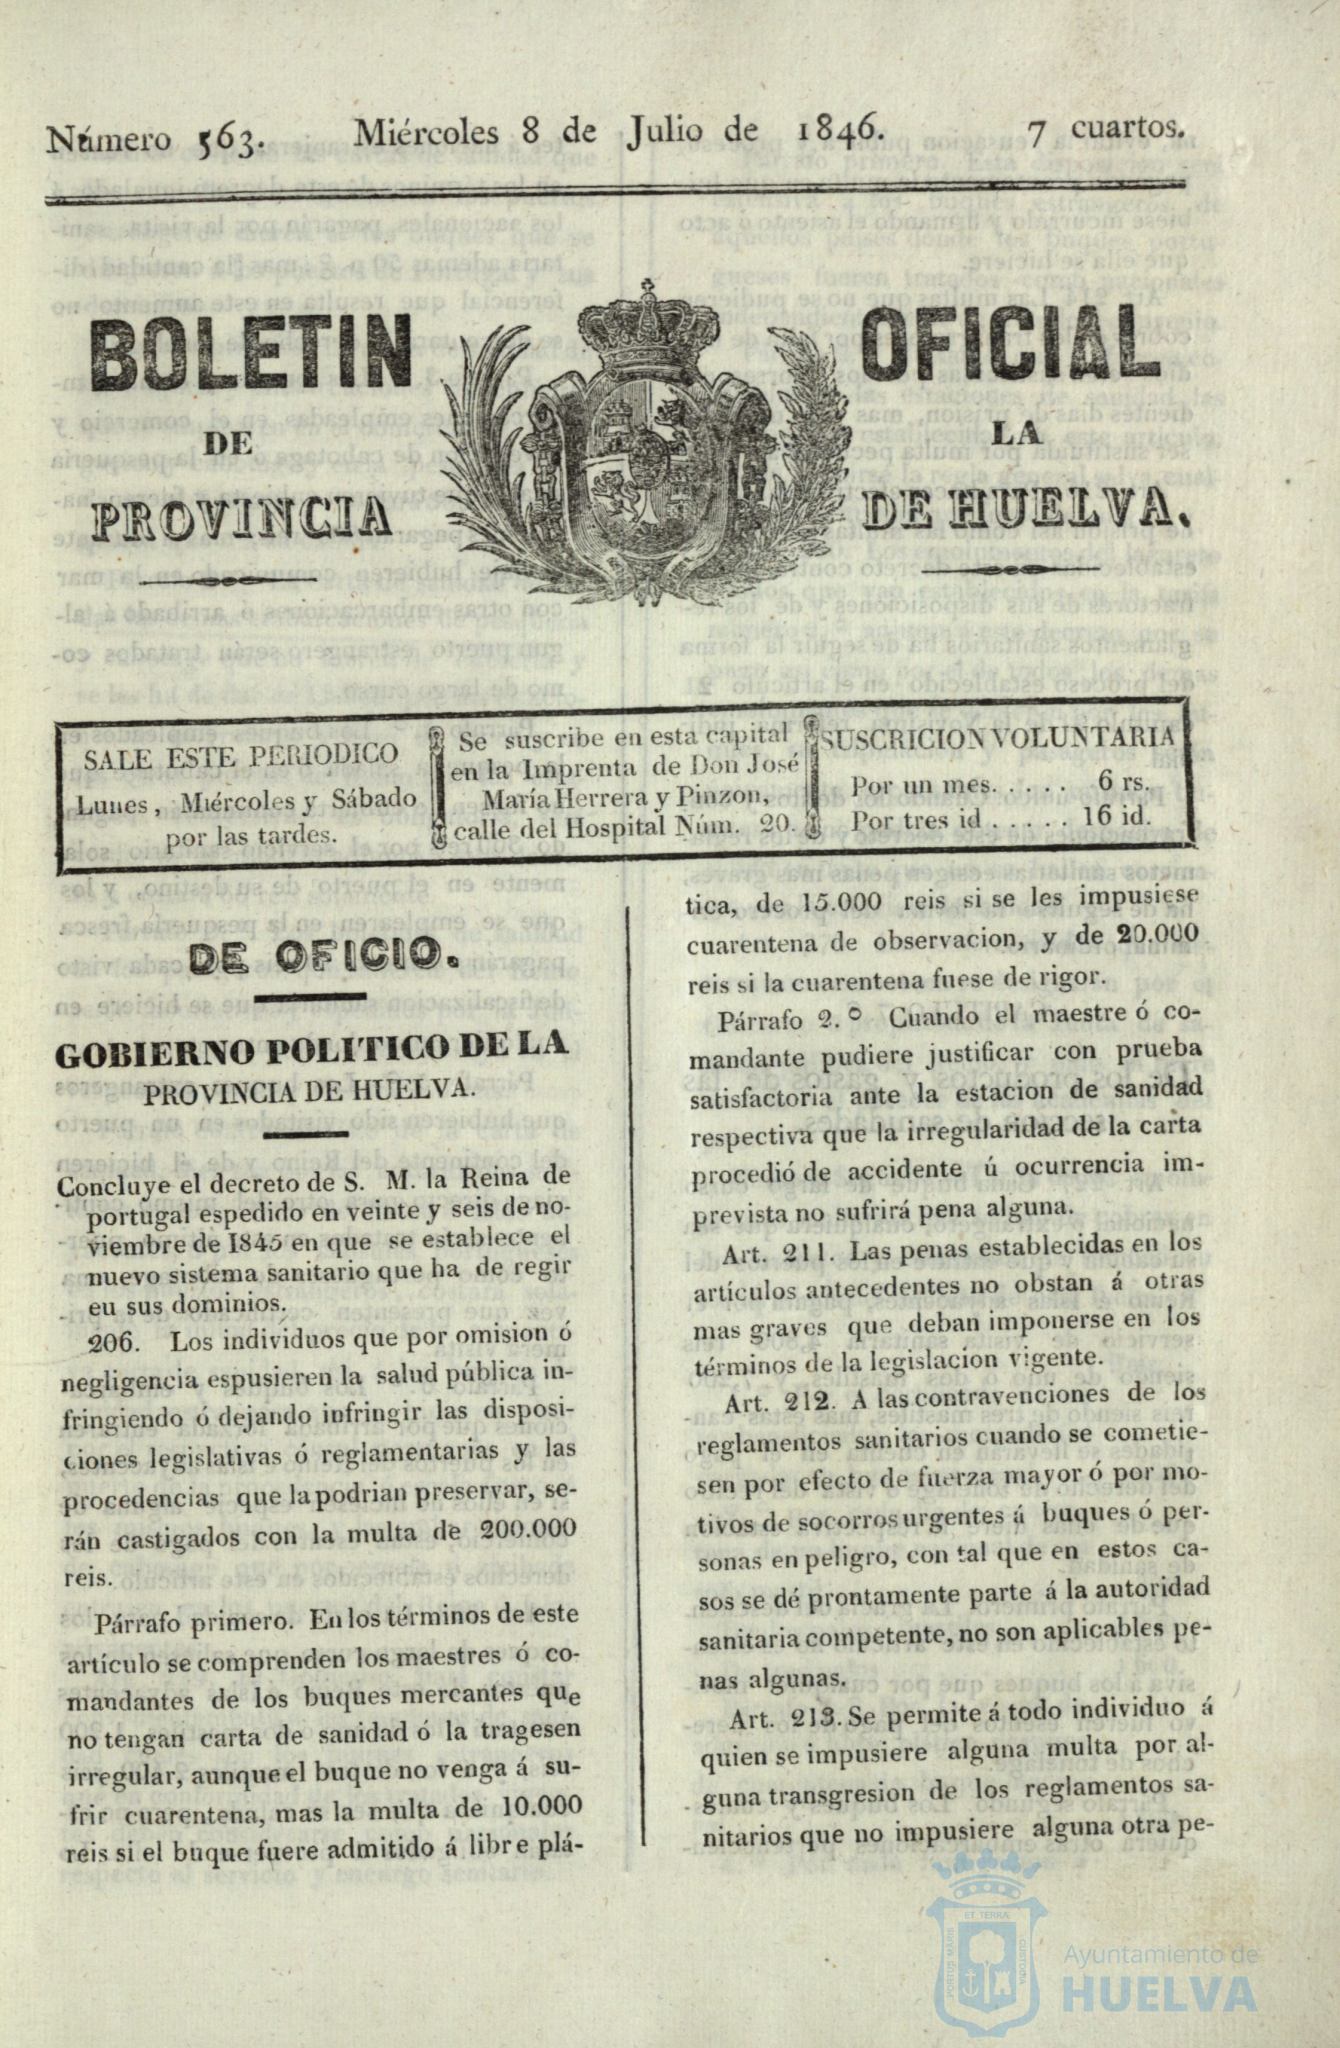 Número 563. Miércoles 8 de Julio de 1846. 7 cuartos.
BOLETIN OFICIAL
DE LA
PROVINCIA DE HUELVA.
SALE ESTE PERIODICO
Lunes, Miércoles y Sábado
por las tardes.
Se suscribe en esta capital
en la Imprenta de Don José
María Herrera y Pinzon,
calle del Hospital Núm. 20.
SUSCRICION VOLUNTARIA
Por un mes. . . . . 6 rs.
Por tres id . . . . . 16 id.
DE OFICIO.
GOBIERNO POLITICO DE LA
PROVINCIA DE HUELVA.
Concluye el decreto de S. M. la Reina de
portugal espedido en veinte y seis de no-
viembre de 1845 en que se establece el
nuevo sistema sanitario que ha de regir
eu sus dominios.
206. Los individuos que por omision ó
negligencia espusieren la salud pública in-
fringiendo ó dejando infringir las disposi-
ciones legislativas ó reglamentarias y las
procedencias que la podrian preservar, se-
rán castigados con la multa de 200.000
reis.
Párrafo primero. En los términos de este
artículo se comprenden los maestres ó co-
mandantes de los buques mercantes que
no tengan carta de sanidad ó la tragesen
irregular, aunque el buque no venga á su-
frir cuarentena, mas la multa de 10.000
reis si el buque fuere admitido á libre plá-
tica, de 15.000 reis si se les impusiese
cuarentena de observacion, y de 20.000
reis si la cuarentena fuese de rigor.
Párrafo 2.º Cuando el maestre ó co-
mandante pudiere justificar con prueba
satisfactoria ante la estacion de sanidad
respectiva que la irregularidad de la carta
procedió de accidente ú ocurrencia im-
prevista no sufrirá pena alguna.
Art. 211. Las penas establecidas en los
artículos antecedentes no obstan á otras
mas graves que deban imponerse en los
términos de la legislacion vigente.
Art. 212. A las contravenciones de los
reglamentos sanitarios cuando se cometie-
sen por efecto de fuerza mayor ó por mo-
tivos de socorros urgentes á buques ó per-
sonas en peligro, con tal que en estos ca-
sos se dé prontamente parte á la autoridad
sanitaria competente, no son aplicables pe-
nas algunas.
Art. 213. Se permite á todo individuo á
quien se impusiere alguna multa por al-
guna transgresion de los reglamentos sa-
nitarios que no impusiere alguna otra pe-
PORTUS MARIS ET TERRÆ CUSTODIA
Ayuntamiento de
HUELVA